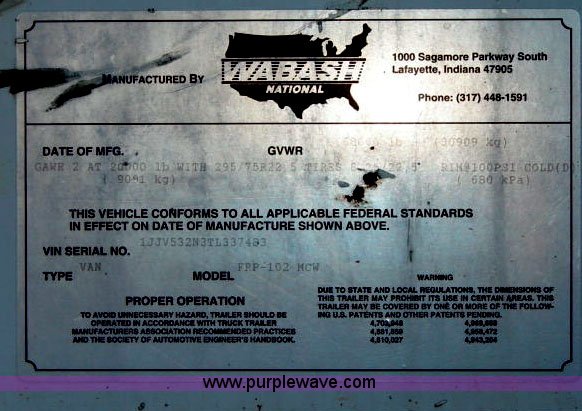 MANUFACTURED BY
WABASH
NATIONAL
1000 Sagamore Parkway South
Lafayette, Indiana 47905
Phone: (317) 448-1591
lb (30909 kg)
DATE OF MFG. GVWR
GAWR 2 AT 20000 lb WITH 295/75R22.5 TIRES RIM@100PSI COLD(D)
( 9091 kg) ( 680 kPa)
THIS VEHICLE CONFORMS TO ALL APPLICABLE FEDERAL STANDARDS
IN EFFECT ON DATE OF MANUFACTURE SHOWN ABOVE.
1JJV532N3TL337493
VIN SERIAL NO.
VAN
TYPE MODEL
WARNING
DUE TO STATE AND LOCAL REGULATIONS, THE DIMENSIONS OF
THIS TRAILER MAY PROHIBIT ITS USE IN CERTAIN AREAS. THIS
TRAILER MAY BE COVERED BY ONE OR MORE OF THE FOLLOW-
ING U.S. PATENTS AND OTHER PATENTS PENDING.
PROPER OPERATION
TO AVOID UNNECESSARY HAZARD, TRAILER SHOULD BE
OPERATED IN ACCORDANCE WITH TRUCK TRAILER
MANUFACTURERS ASSOCIATION RECOMMENDED PRACTICES
AND THE SOCIETY OF AUTOMOTIVE ENGINEER'S HANDBOOK.
www.purplewave.com